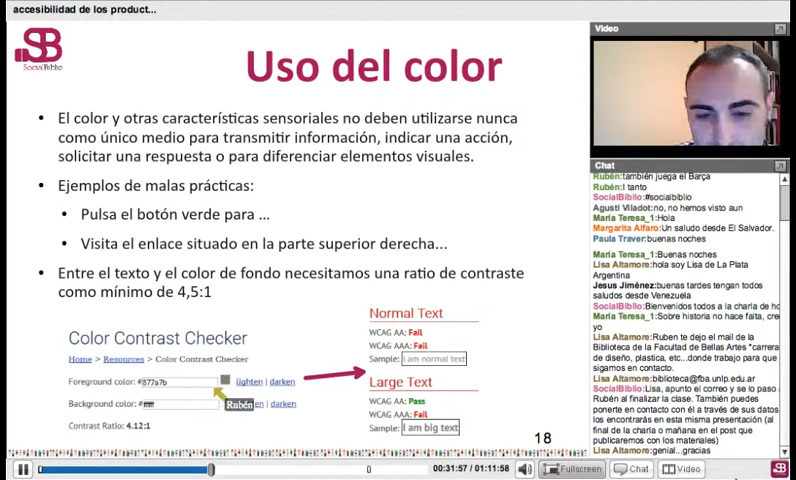 accesibilidad de los product...
SB
SocialBiblio
Uso del color
• El color y otras características sensoriales no deben utilizarse nunca
como único medio para transmitir información, indicar una acción,
solicitar una respuesta o para diferenciar elementos visuales.
• Ejemplos de malas prácticas:
• Pulsa el botón verde para ...
• Visita el enlace situado en la parte superior derecha...
• Entre el texto y el color de fondo necesitamos una ratio de contraste
como mínimo de 4,5:1
Color Contrast Checker
Home > Resources > Color Contrast Checker
Foreground color: #877a7b lighten | darken
Background color: #ffffff en | darken
Rubén
Contrast Ratio: 4.12:1
Normal Text
WCAG AA: Fail
WCAG AAA: Fail
Sample: I am normal text
Large Text
WCAG AA: Pass
WCAG AAA: Fail
Sample: I am big text
18
Video
Chat
Rubén:también juega el Barça
Rubén:I tanto
SocialBiblio:#socialbiblio
Agusti Viladot:no, no hemos visto aun
María Teresa_1:Hola
Margarita Alfaro:Un saludo desde El Salvador.
Paula Traver:buenas noches
María Teresa_1:Buenas noches
Lisa Altamore:hola soy Lisa de La Plata
Argentina
Jesus Jiménez:buenas tardes tengan todos
saludos desde Venezuela
SocialBiblio:Bienvenidos todos a la charla de ho
María Teresa_1:Sobre historia no hace falta, cre
yo
Lisa Altamore:Ruben te dejo el mail de la
Biblioteca de la Facultad de Bellas Artes "carrera
de diseño, plastica, etc...donde trabajo para que
sigamos en contacto.
Lisa Altamore:biblioteca@fba.unlp.edu.ar
SocialBiblio:Lisa, apunto el correo y se lo paso
Rubén al finalizar la clase. También puedes
ponerte en contacto con él a través de sus datos
los encontrarás en esta misma presentación (al
final de la charla o mañana en el post que
publicaremos con los materiales)
Lisa Altamore:genial...gracias
00:31:57 / 01:11:58
Fullscreen
Chat
Video
SB